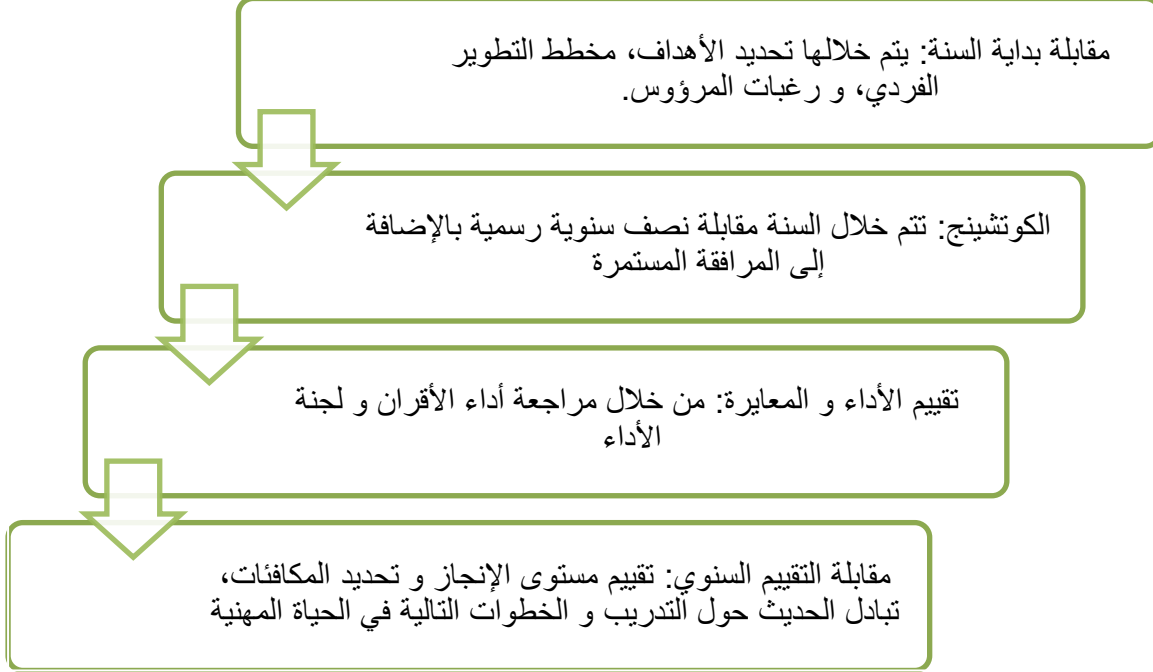 مقابلة بداية السنة: يتم خلالها تحديد الأهداف، مخطط التطوير
الفردي، و رغبات المرؤوس.
الكوتشينج: تتم خلال السنة مقابلة نصف سنوية رسمية بالإضافة
إلى المرافقة المستمرة
تقييم الأداء و المعايرة: من خلال مراجعة أداء الأقران و لجنة
الأداء
مقابلة التقييم السنوي: تقييم مستوى الإنجاز و تحديد المكافئات،
تبادل الحديث حول التدريب و الخطوات التالية في الحياة المهنية